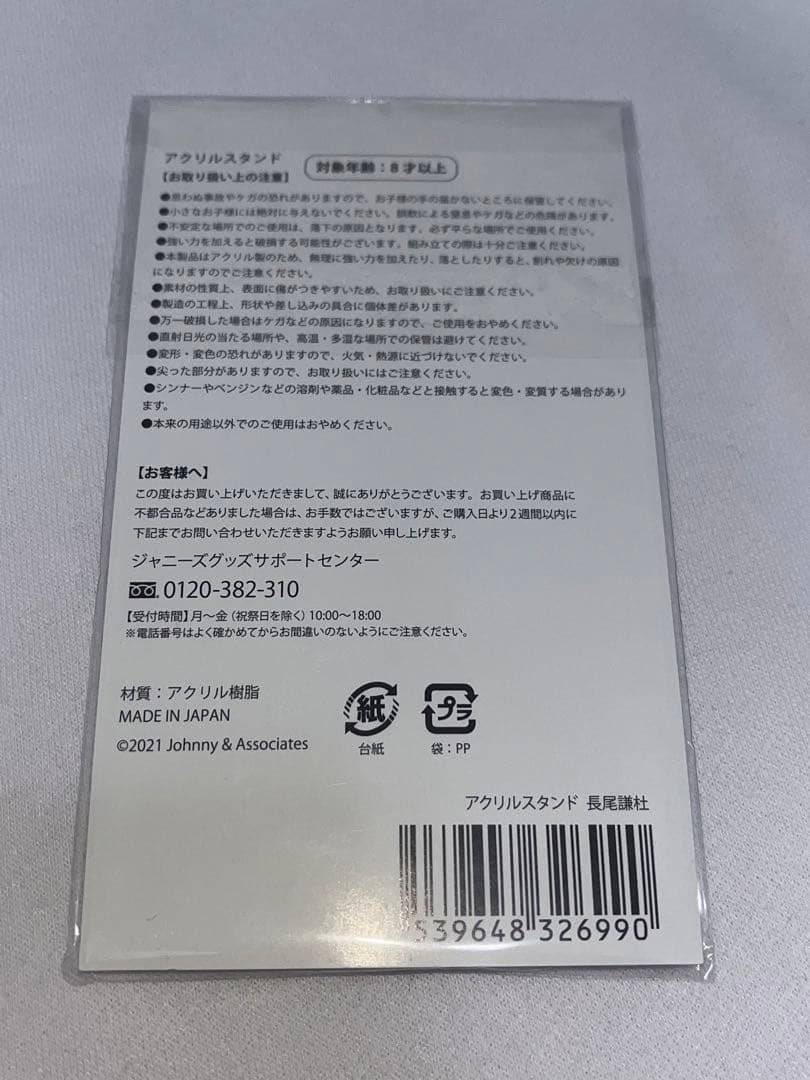 アクリルスタンド
【お取り扱い上の注意】
対象年齢：8才以上
●思わぬ事故やケガの恐れがありますので、お子様の手の届かないところに保管してください。
●小さなお子様には絶対に与えないでください。誤飲による窒息やケガなどの危険があります。
●不安定な場所でのご使用は、落下の原因となります。必ず平らな場所でご使用ください。
●強い力を加えると破損する可能性がございます。組み立ての際は十分ご注意ください。
●本製品はアクリル製のため、無理に強い力を加えたり、落としたりすると、割れや欠けの原因
になりますのでご注意ください。
●素材の性質上、表面に傷がつきやすいため、お取り扱いにご注意ください。
●製造の工程上、形状や差し込みの具合に個体差があります。
●万一破損した場合はケガなどの原因になりますので、ご使用をおやめください。
●直射日光の当たる場所や、高温・多湿な場所での保管は避けてください。
●変形・変色の恐れがありますので、火気・熱源に近づけないでください。
●尖った部分がありますので、お取り扱いにはご注意ください。
●シンナーやベンジンなどの溶剤や薬品・化粧品などと接触すると変色・変質する場合があり
ます。
●本来の用途以外でのご使用はおやめください。
【お客様へ】
この度はお買い上げいただきまして、誠にありがとうございます。お買い上げ商品に
不都合品などありました場合は、お手数ではございますが、ご購入日より2週間以内に
下記までお問い合わせいただきますようお願い申し上げます。
ジャニーズグッズサポートセンター
0120-382-310
【受付時間】月～金（祝祭日を除く）10:00～18:00
※電話番号はよく確かめてからお間違いのないようにご注意ください。
材質：アクリル樹脂
MADE IN JAPAN
©2021 Johnny & Associates
紙
台紙
プラ
袋：PP
アクリルスタンド 長尾謙杜
539648 326990